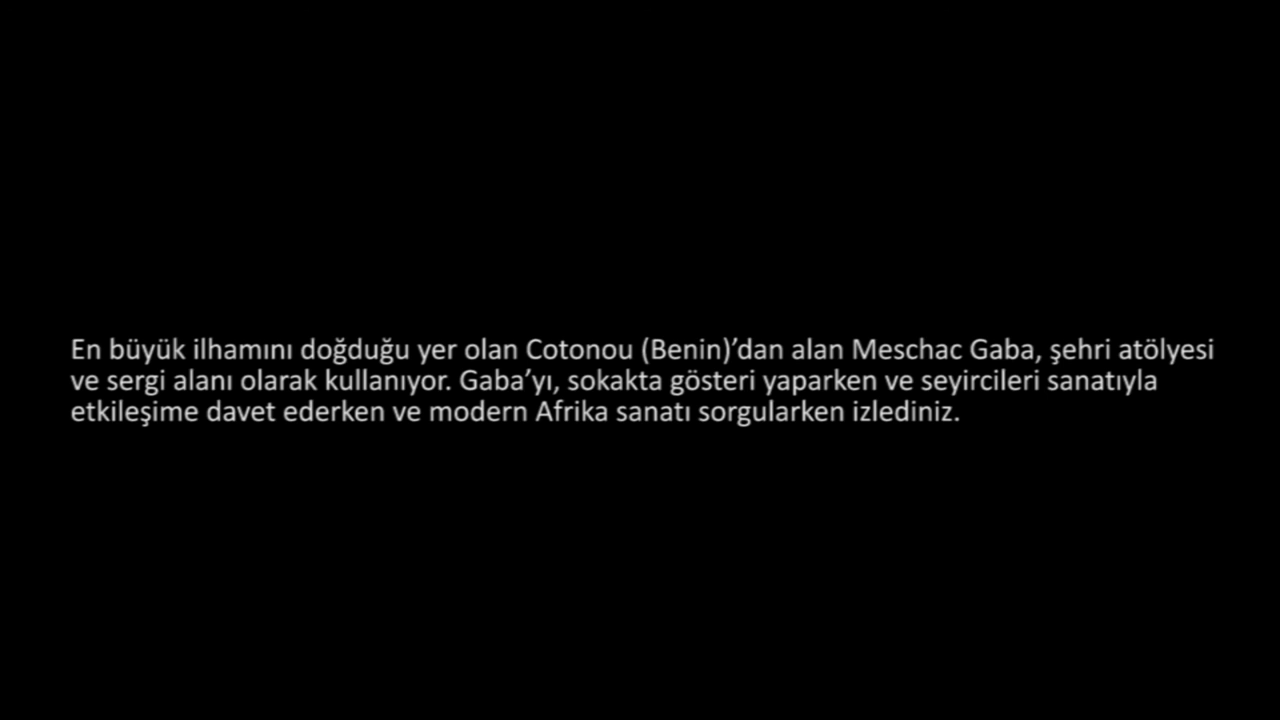 En büyük ilhamını doğduğu yer olan Cotonou (Benin)’dan alan Meschac Gaba, şehri atölyesi
ve sergi alanı olarak kullanıyor. Gaba’yı, sokakta gösteri yaparken ve seyircileri sanatıyla
etkileşime davet ederken ve modern Afrika sanatı sorgularken izlediniz.